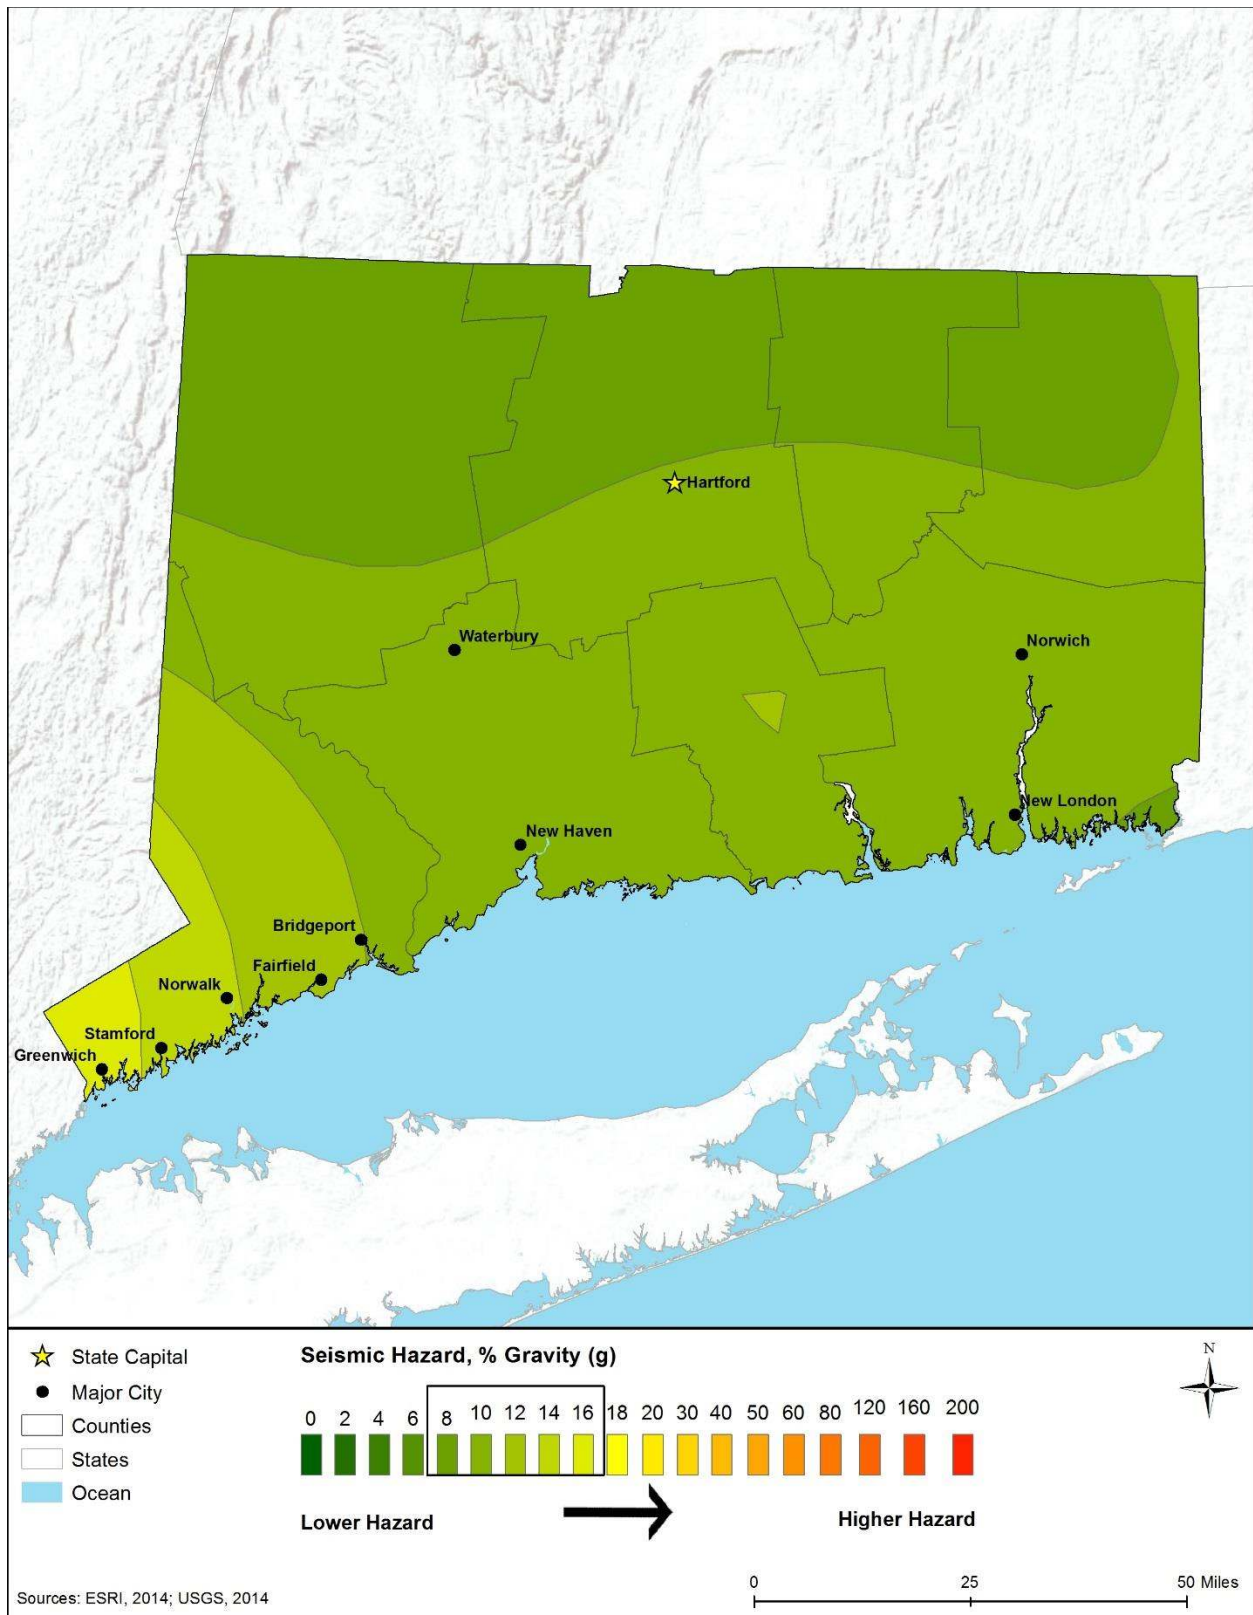 Hartford
Waterbury
Norwich
New London
New Haven
Bridgeport
Fairfield
Norwalk
Stamford
Greenwich
State Capital
Major City
Counties
States
Ocean
Seismic Hazard, % Gravity (g)
0 2 4 6 8 10 12 14 16 18 20 30 40 50 60 80 120 160 200
Lower Hazard
Higher Hazard
N
Sources: ESRI, 2014; USGS, 2014
0 25 50 Miles